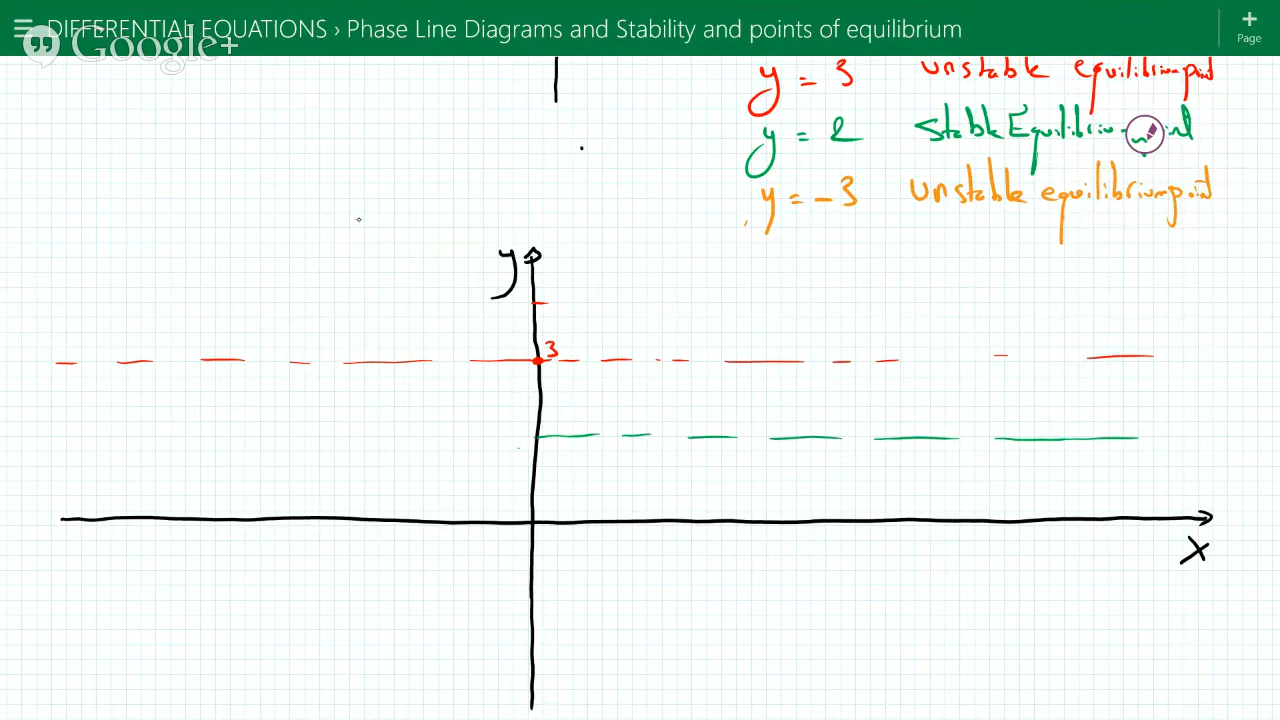 DIFFERENTIAL EQUATIONS › Phase Line Diagrams and Stability and points of equilibrium
Google+
Page
y = 3 unstable equilibrium point
y = 2 stable Equilibrium
y = -3 unstable equilibrium point
y
3
x